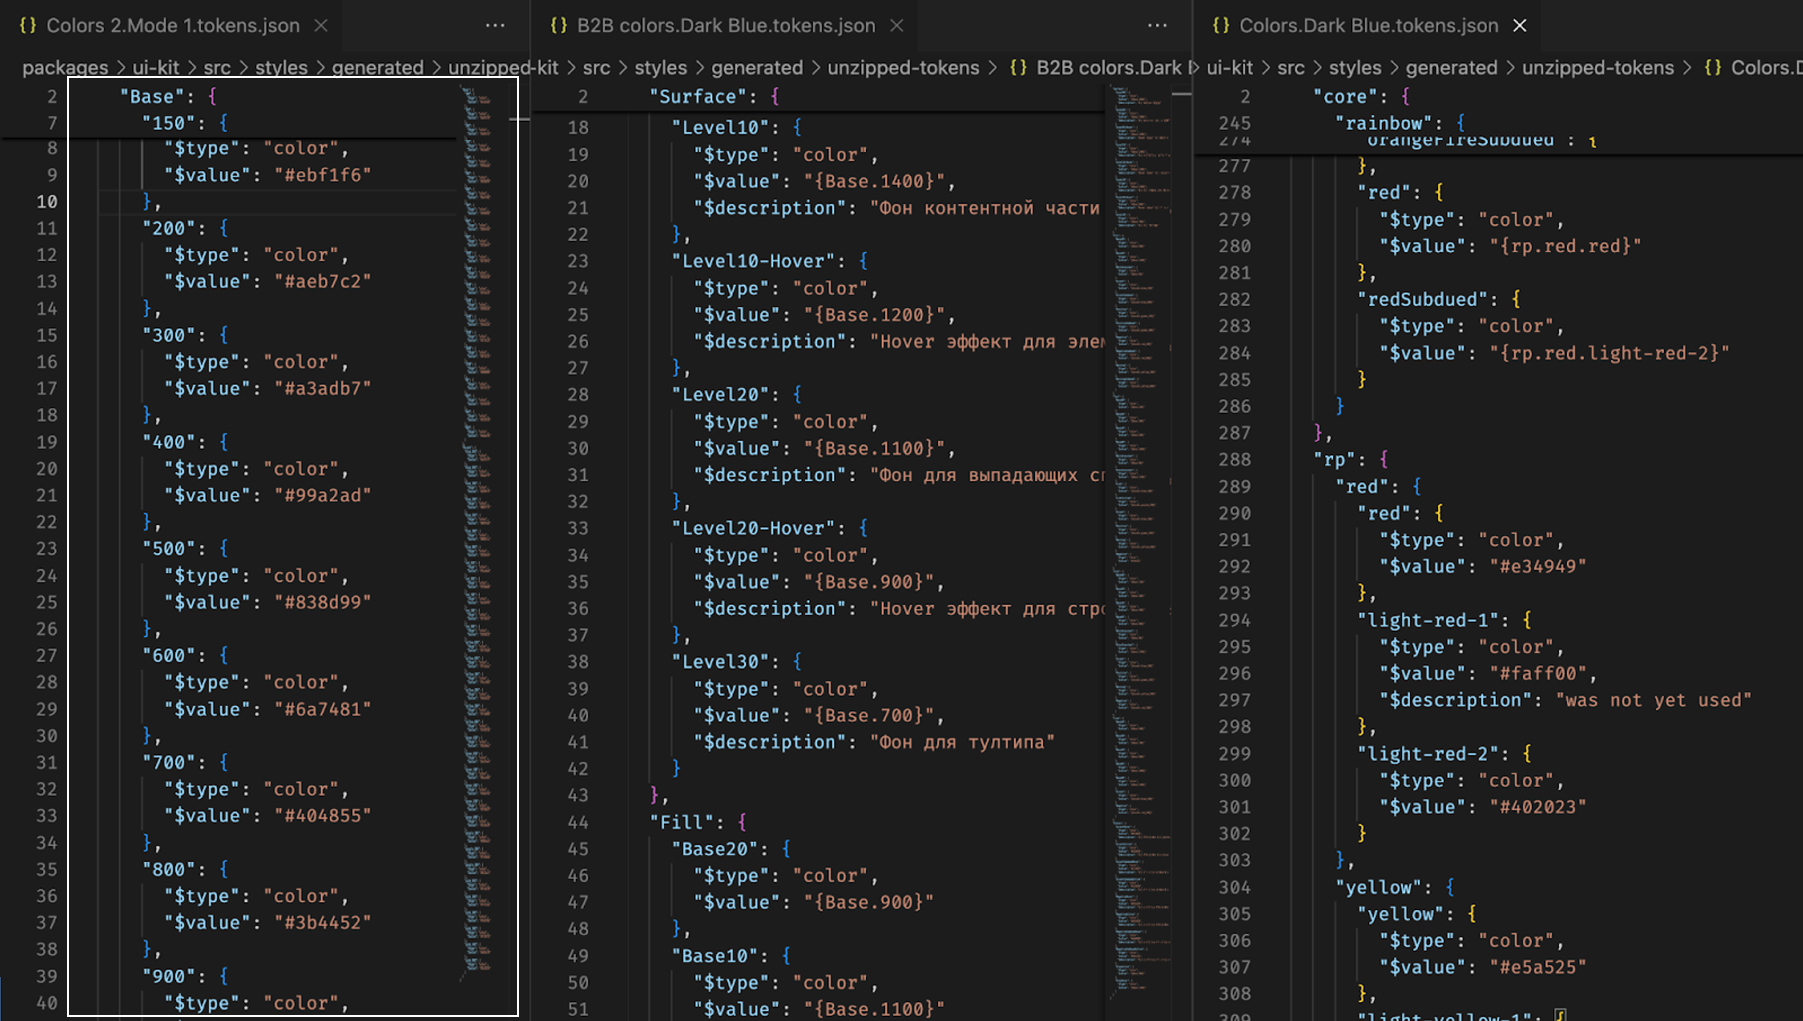 {} Colors 2.Mode 1.tokens.json × ···
packages > ui-kit > src > styles > generated > unzipped
2 "Base": {
7 "150": {
8 "$type": "color",
9 "$value": "#ebf1f6"
10 },
11 "200": {
12 "$type": "color",
13 "$value": "#aeb7c2"
14 },
15 "300": {
16 "$type": "color",
17 "$value": "#a3adb7"
18 },
19 "400": {
20 "$type": "color",
21 "$value": "#99a2ad"
22 },
23 "500": {
24 "$type": "color",
25 "$value": "#838d99"
26 },
27 "600": {
28 "$type": "color",
29 "$value": "#6a7481"
30 },
31 "700": {
32 "$type": "color",
33 "$value": "#404855"
34 },
35 "800": {
36 "$type": "color",
37 "$value": "#3b4452"
38 },
39 "900": {
40 "$type": "color",
{} B2B colors.Dark Blue.tokens.json × ···
-kit > src > styles > generated > unzipped-tokens > {} B2B colors.Dark
2 "Surface": {
18 "Level10": {
19 "$type": "color",
20 "$value": "{Base.1400}",
21 "$description": "Фон контентной части
22 },
23 "Level10-Hover": {
24 "$type": "color",
25 "$value": "{Base.1200}",
26 "$description": "Hover эффект для элем
27 },
28 "Level20": {
29 "$type": "color",
30 "$value": "{Base.1100}",
31 "$description": "Фон для выпадающих сп
32 },
33 "Level20-Hover": {
34 "$type": "color",
35 "$value": "{Base.900}",
36 "$description": "Hover эффект для стро
37 },
38 "Level30": {
39 "$type": "color",
40 "$value": "{Base.700}",
41 "$description": "Фон для тултипа"
42 }
43 },
44 "Fill": {
45 "Base20": {
46 "$type": "color",
47 "$value": "{Base.900}"
48 },
49 "Base10": {
50 "$type": "color",
51 "$value": "{Base.1100}"
{} Colors.Dark Blue.tokens.json ×
> ui-kit > src > styles > generated > unzipped-tokens > {} Colors.D
2 "core": {
245 "rainbow": {
274 "orangeFireSubdued": {
277 },
278 "red": {
279 "$type": "color",
280 "$value": "{rp.red.red}"
281 },
282 "redSubdued": {
283 "$type": "color",
284 "$value": "{rp.red.light-red-2}"
285 }
286 }
287 },
288 "rp": {
289 "red": {
290 "red": {
291 "$type": "color",
292 "$value": "#e34949"
293 },
294 "light-red-1": {
295 "$type": "color",
296 "$value": "#faff00",
297 "$description": "was not yet used"
298 },
299 "light-red-2": {
300 "$type": "color",
301 "$value": "#402023"
302 }
303 },
304 "yellow": {
305 "yellow": {
306 "$type": "color",
307 "$value": "#e5a525"
308 },
309 "light-yellow-1": {